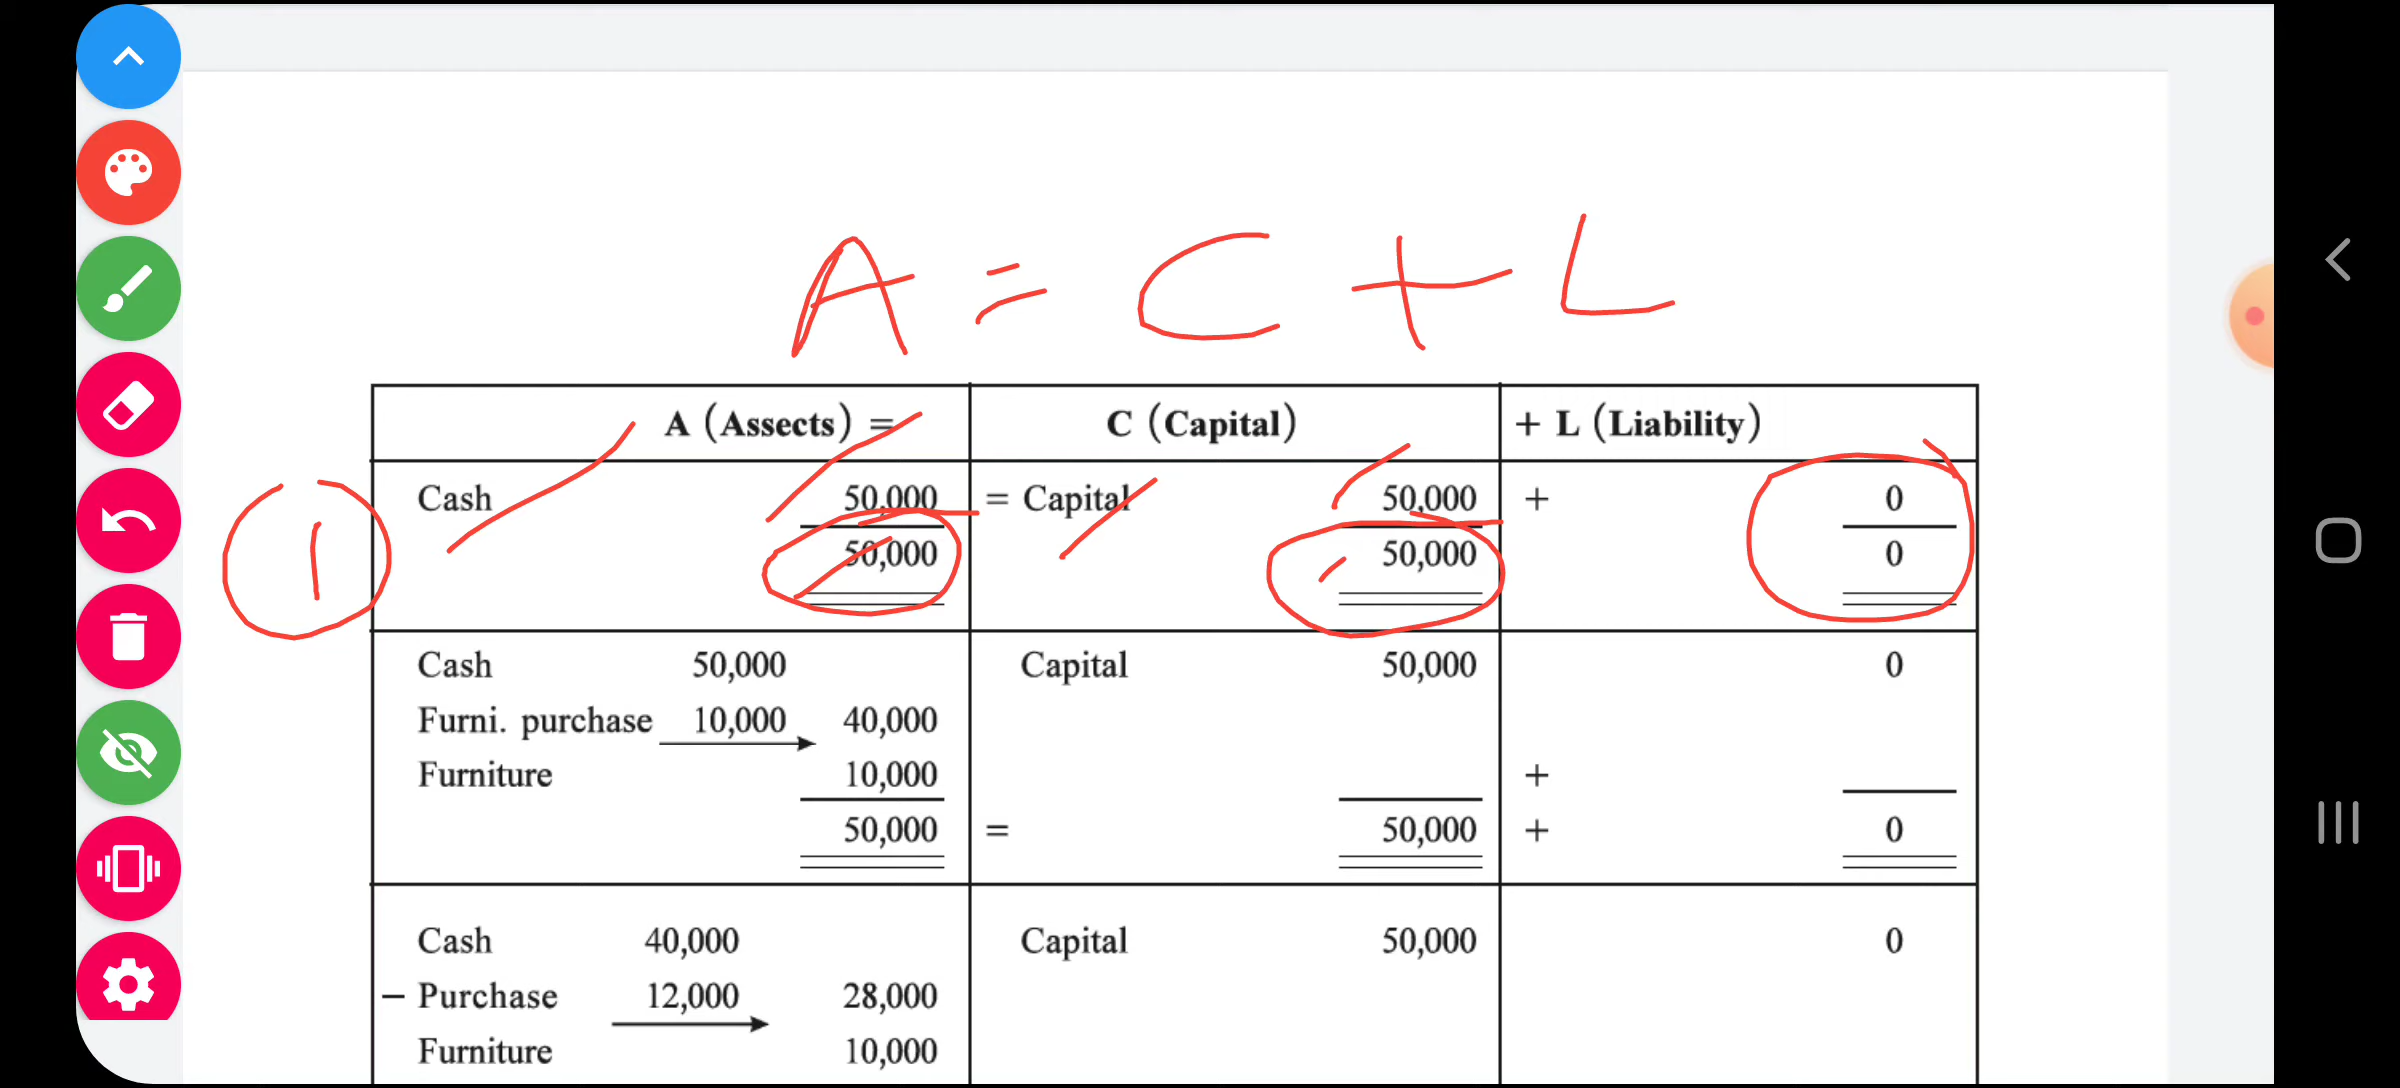 A = C + L
A (Assects) = C (Capital) + L (Liability)
1
Cash 50,000 = Capital 50,000 + 0
50,000 50,000 0
Cash 50,000 Capital 50,000 0
Furni. purchase 10,000 40,000
Furniture 10,000 +
50,000 = 50,000 + 0
Cash 40,000 Capital 50,000 0
– Purchase 12,000 28,000
Furniture 10,000